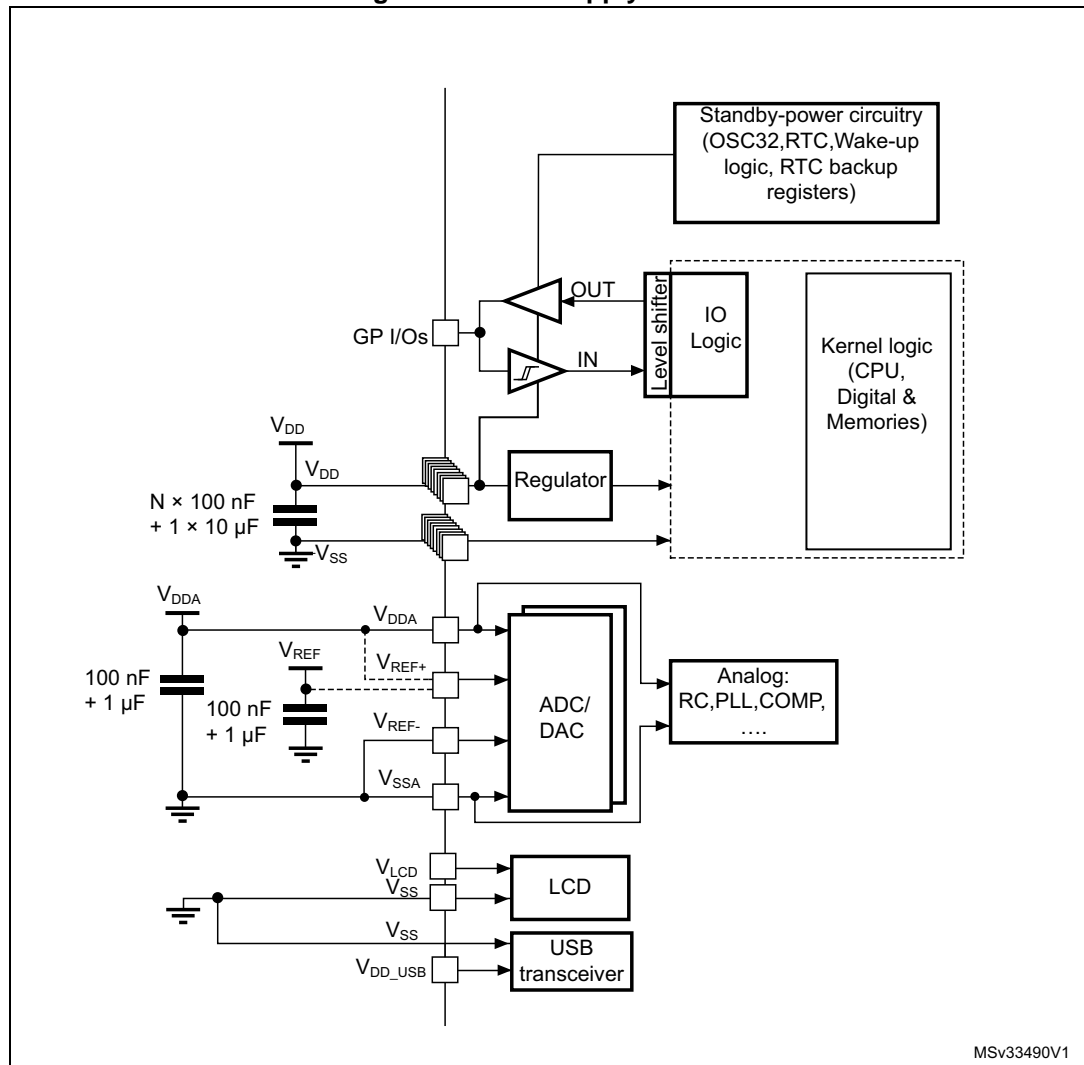 Standby-power circuitry
(OSC32,RTC,Wake-up
logic, RTC backup
registers)
OUT
Level shifter
IO
Logic
GP I/Os
IN
Kernel logic
(CPU,
Digital &
Memories)
VDD
VDD
Regulator
N × 100 nF
+ 1 × 10 µF
VSS
VDDA
VDDA
VREF
VREF+
100 nF
+ 1 µF
100 nF
+ 1 µF
VREF-
ADC/
DAC
Analog:
RC,PLL,COMP,
….
VSSA
VLCD
VSS
LCD
VSS
USB
transceiver
VDD_USB
MSv33490V1